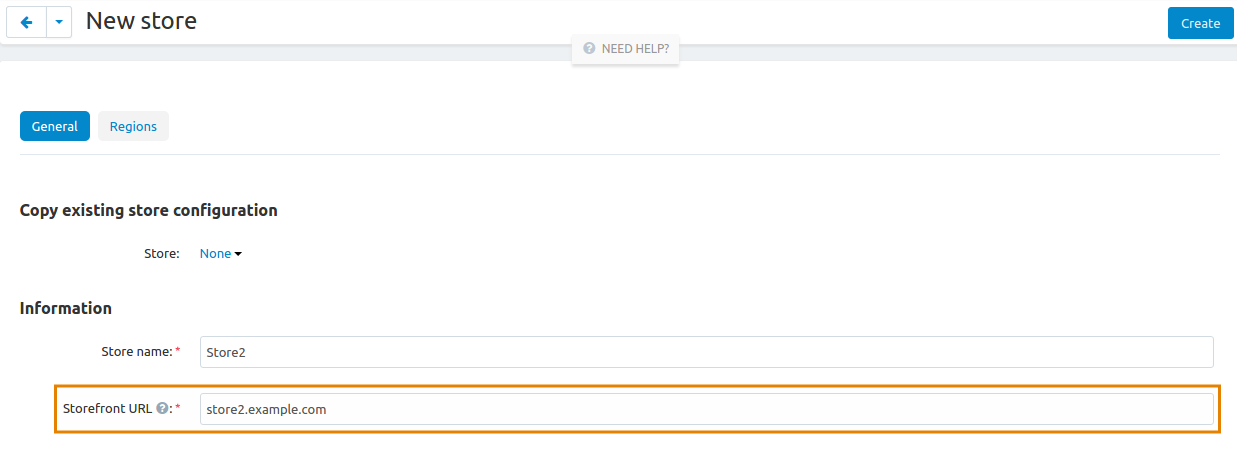 New store
Create
NEED HELP?
General Regions
Copy existing store configuration
Store: None
Information
Store name: * Store2
Storefront URL ?: * store2.example.com